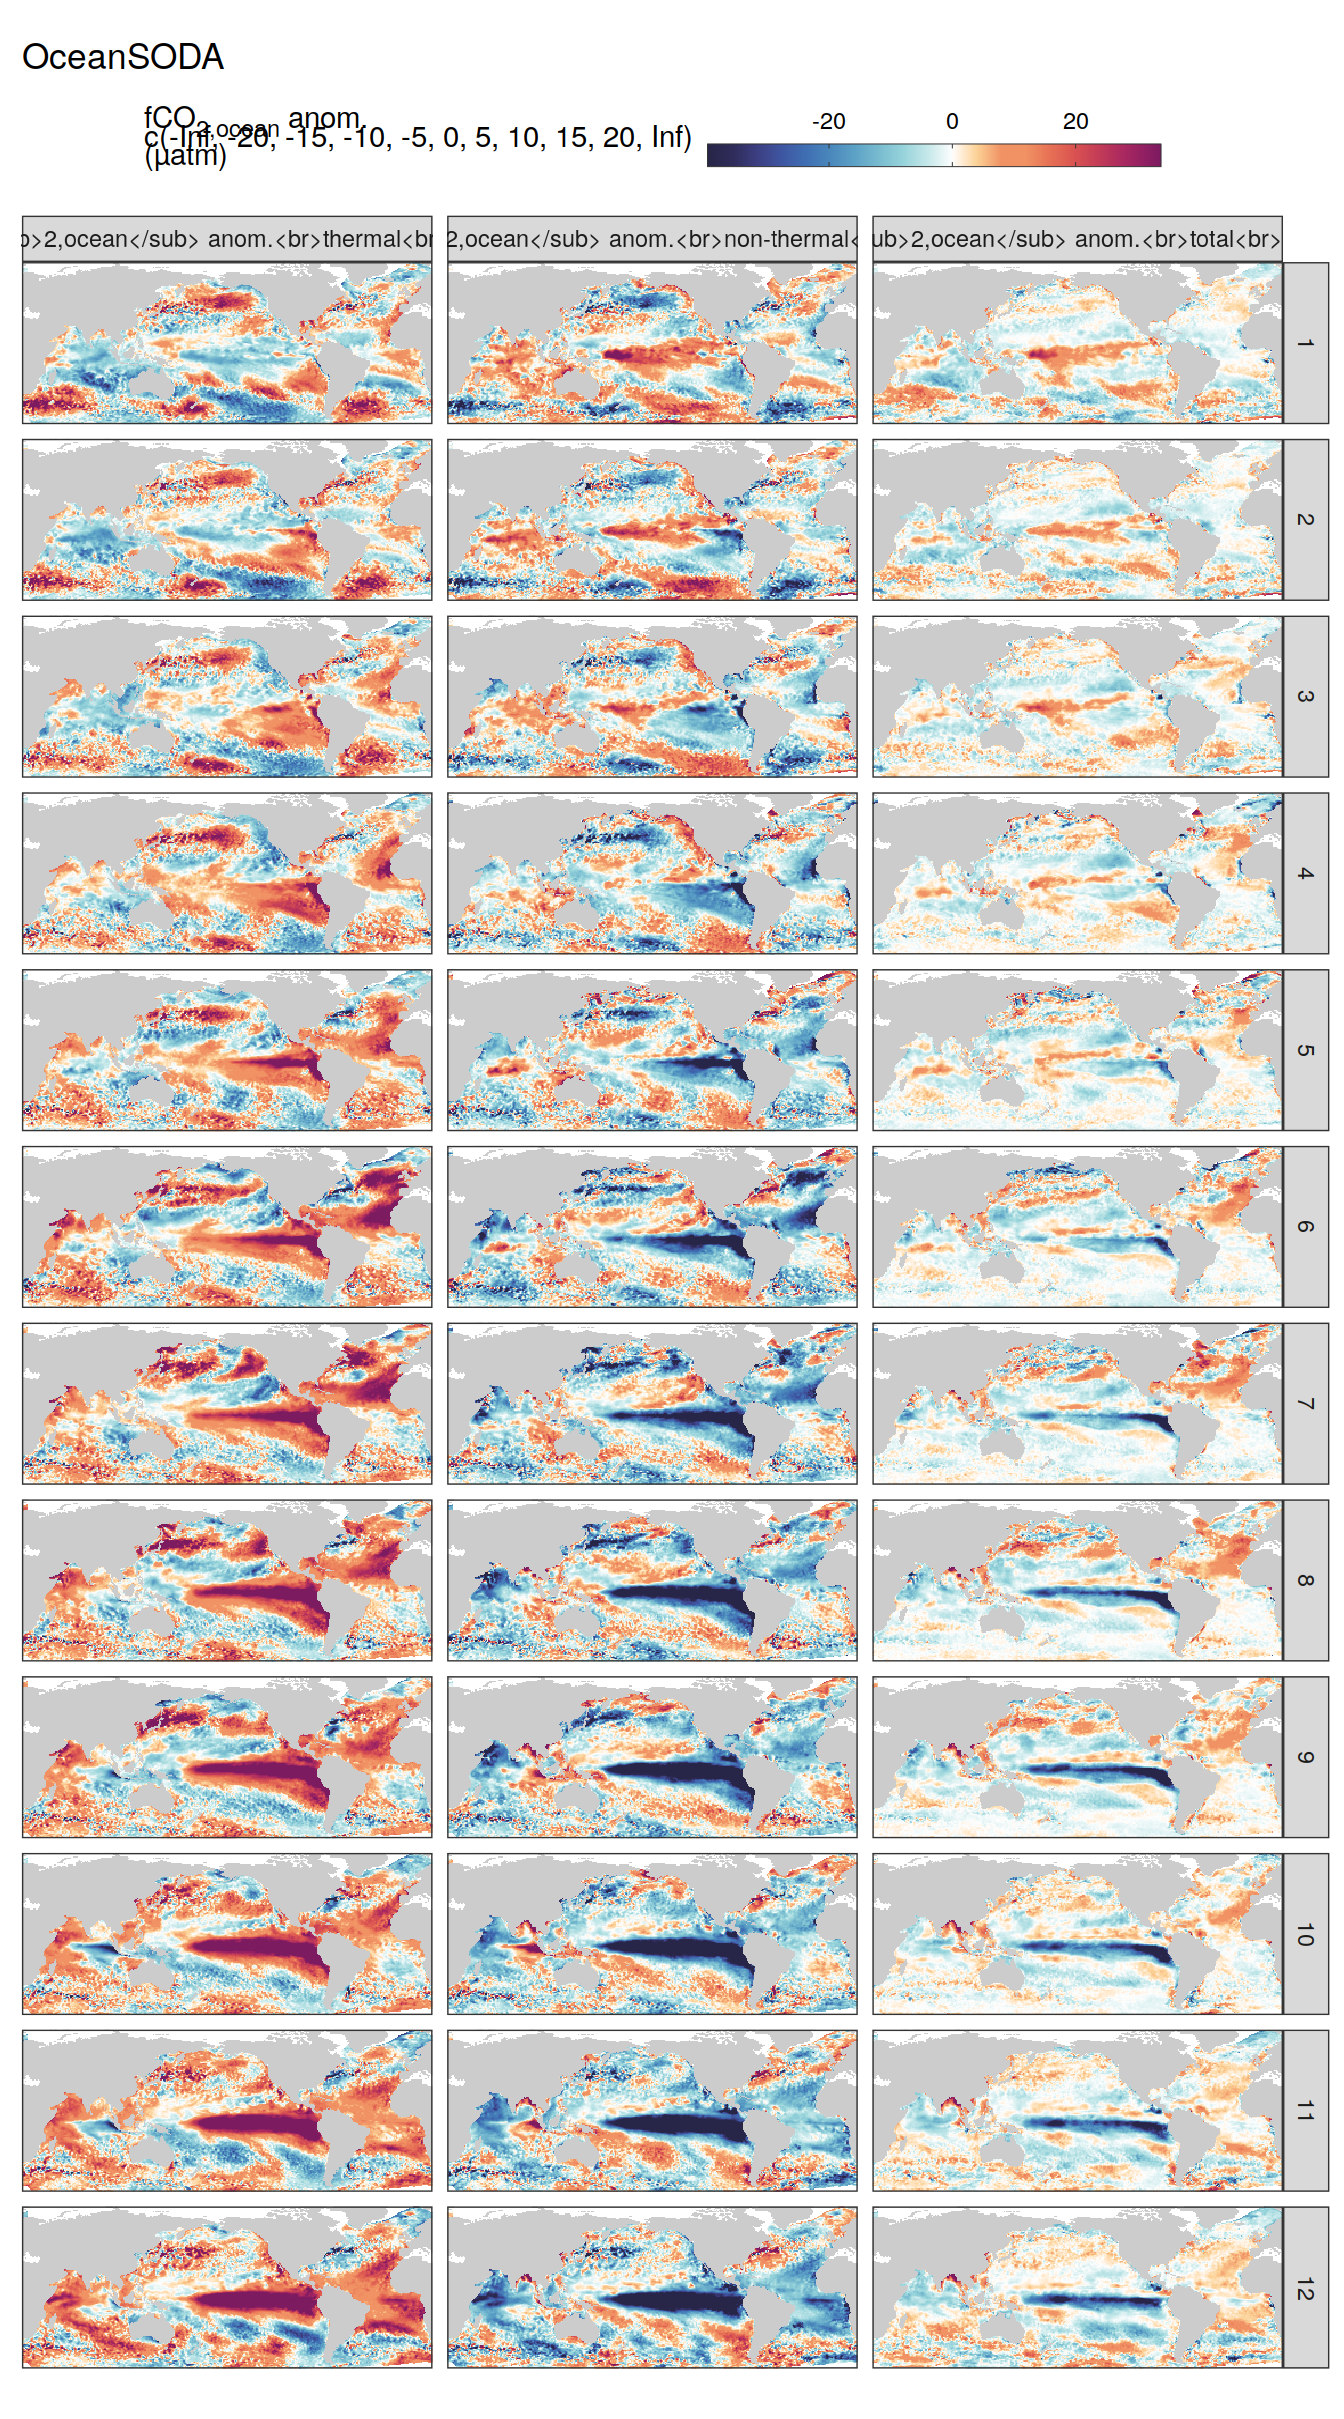 OceanSODA
fCO2,ocean anom.
c(-Inf, -20, -15, -10, -5, 0, 5, 10, 15, 20, Inf)
(µatm)
-20 0 20
b>2,ocean</sub> anom.<br>thermal<br
2,ocean</sub> anom.<br>non-thermal<
ub>2,ocean</sub> anom.<br>total<br>
1
2
3
4
5
6
7
8
9
10
11
12